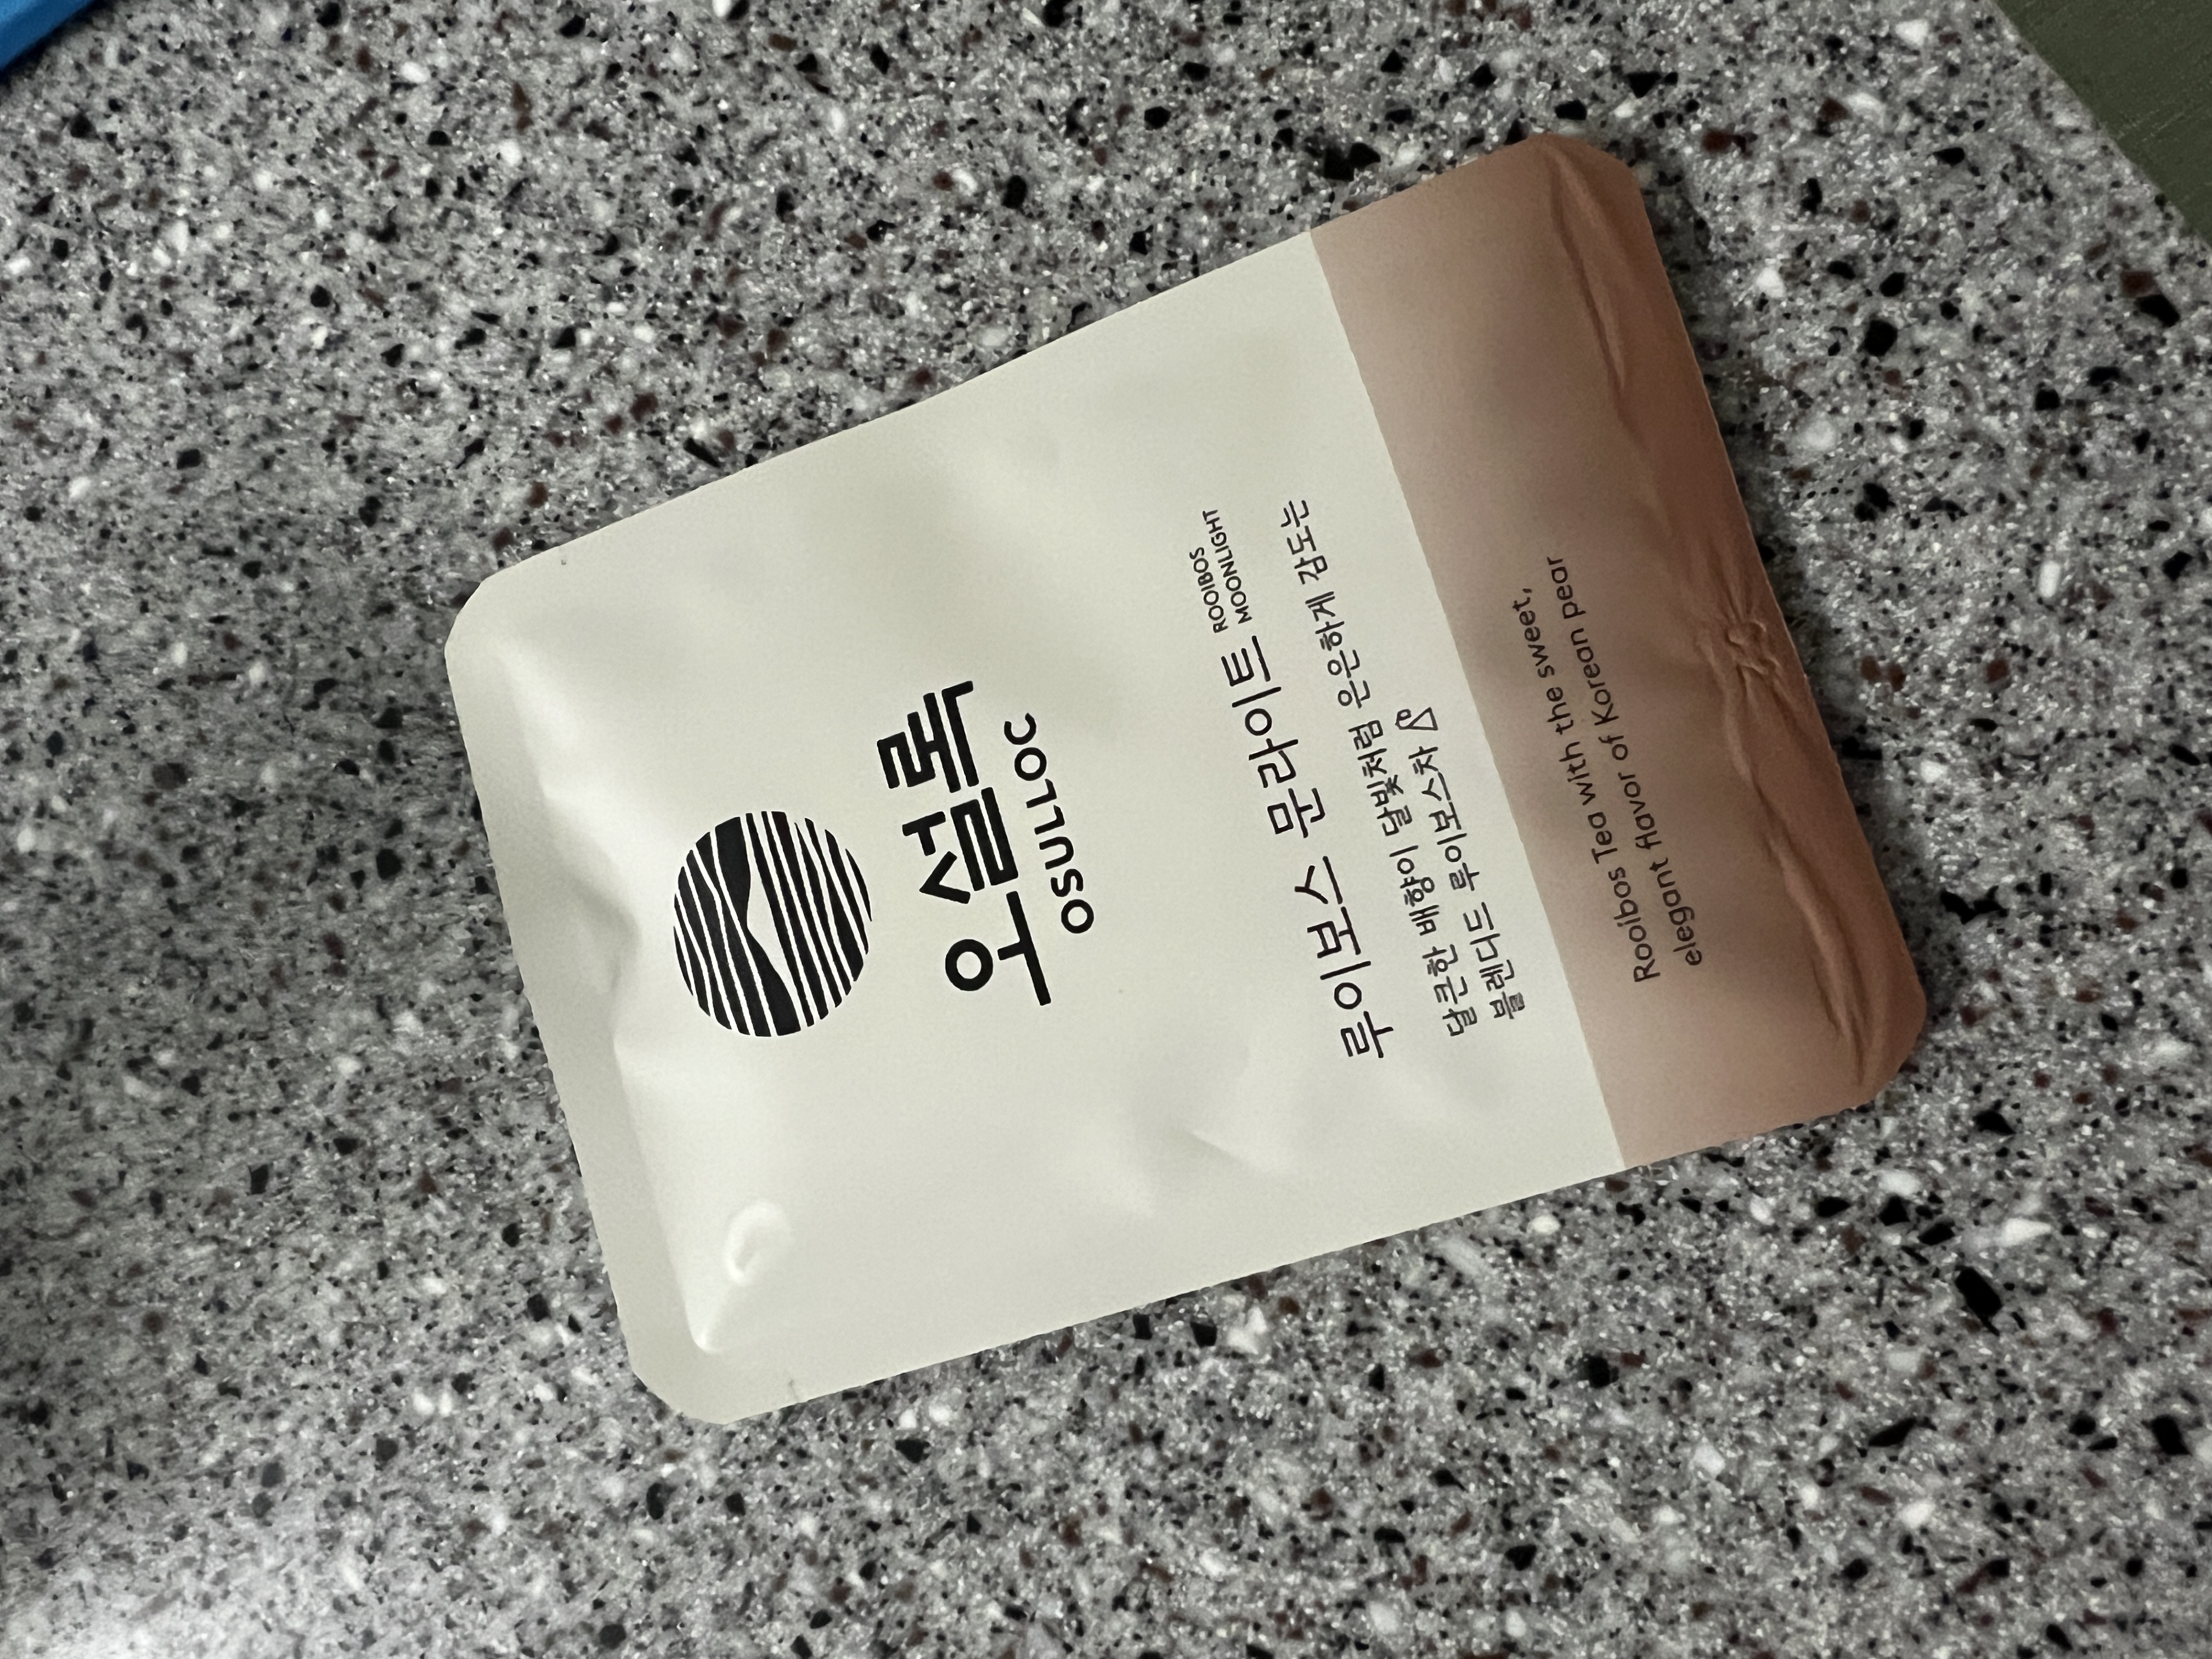 오설록
OSULLOC
루이보스 문라이트
ROOIBOS
MOONLIGHT
달큰한 배향이 달빛처럼 은은하게 감도는
블렌디드 루이보스차
Rooibos Tea with the sweet,
elegant flavor of Korean pear